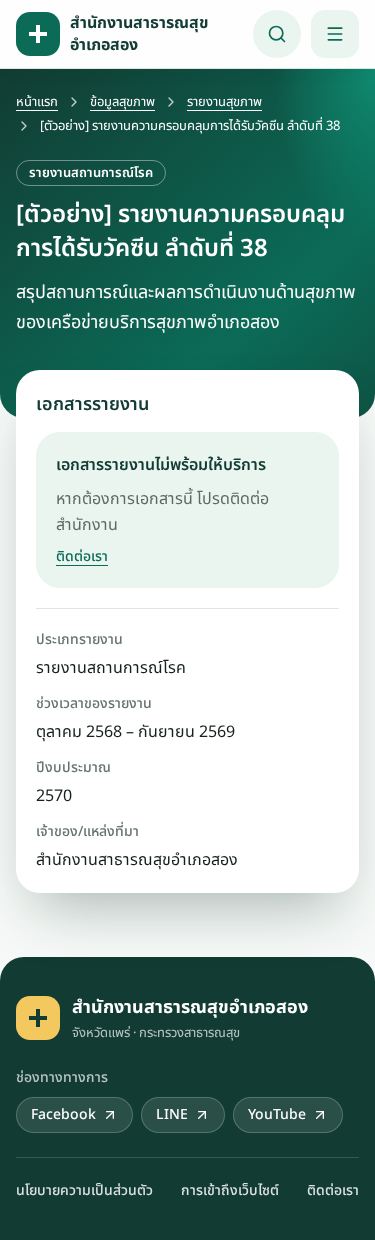 สำนักงานสาธารณสุข
อำเภอสอง
หน้าแรก
ข้อมูลสุขภาพ
รายงานสุขภาพ
[ตัวอย่าง] รายงานความครอบคลุมการได้รับวัคซีน ลำดับที่ 38
รายงานสถานการณ์โรค
[ตัวอย่าง] รายงานความครอบคลุม
การได้รับวัคซีน ลำดับที่ 38
สรุปสถานการณ์และผลการดำเนินงานด้านสุขภาพ
ของเครือข่ายบริการสุขภาพอำเภอสอง
เอกสารรายงาน
เอกสารรายงานไม่พร้อมให้บริการ
หากต้องการเอกสารนี้ โปรดติดต่อ
สำนักงาน
ติดต่อเรา
ประเภทรายงาน
รายงานสถานการณ์โรค
ช่วงเวลาของรายงาน
ตุลาคม 2568 – กันยายน 2569
ปีงบประมาณ
2570
เจ้าของ/แหล่งที่มา
สำนักงานสาธารณสุขอำเภอสอง
สำนักงานสาธารณสุขอำเภอสอง
จังหวัดแพร่ · กระทรวงสาธารณสุข
ช่องทางทางการ
Facebook
LINE
YouTube
นโยบายความเป็นส่วนตัว
การเข้าถึงเว็บไซต์
ติดต่อเรา